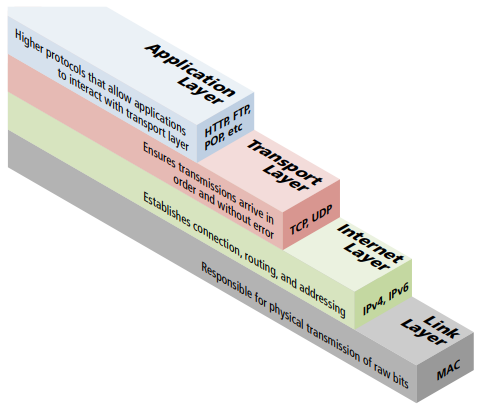 Application
Layer
Higher protocols that allow applications
to interact with transport layer
HTTP, FTP,
POP, etc
Transport
Layer
Ensures transmissions arrive in
order and without error
TCP, UDP
Internet
Layer
Establishes connection, routing, and addressing
IPv4, IPv6
Link
Layer
Responsible for physical transmission of raw bits
MAC